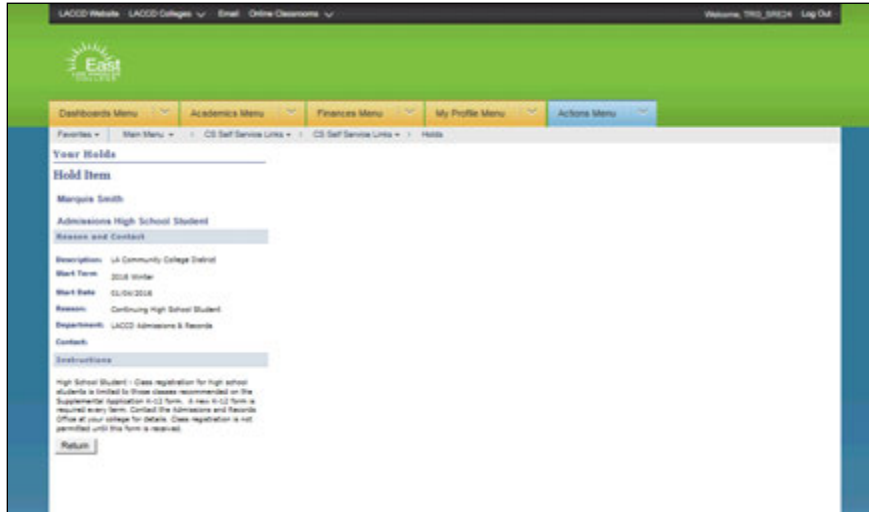 LACCD Website LACCD Colleges Email Online Classrooms Welcome, TRG_SRE24 Log Out
East
LOS ANGELES
COLLEGE
Dashboards Menu Academics Menu Finances Menu My Profile Menu Actions Menu
Favorites Main Menu > CS Self Service Links > CS Self Service Links > Holds
Your Holds
Hold Item
Marquis Smith
Admissions High School Student
Reason and Contact
Description: LA Community College District
Start Term 2016 Winter
Start Date 01/04/2016
Reason: Continuing High School Student
Department: LACCD Admissions & Records
Contact:
Instructions
High School Student - Class registration for high school
students is limited to those classes recommended on the
Supplemental Application K-12 form. A new K-12 form is
required every term. Contact the Admissions and Records
Office at your college for details. Class registration is not
permitted until this form is received.
Return